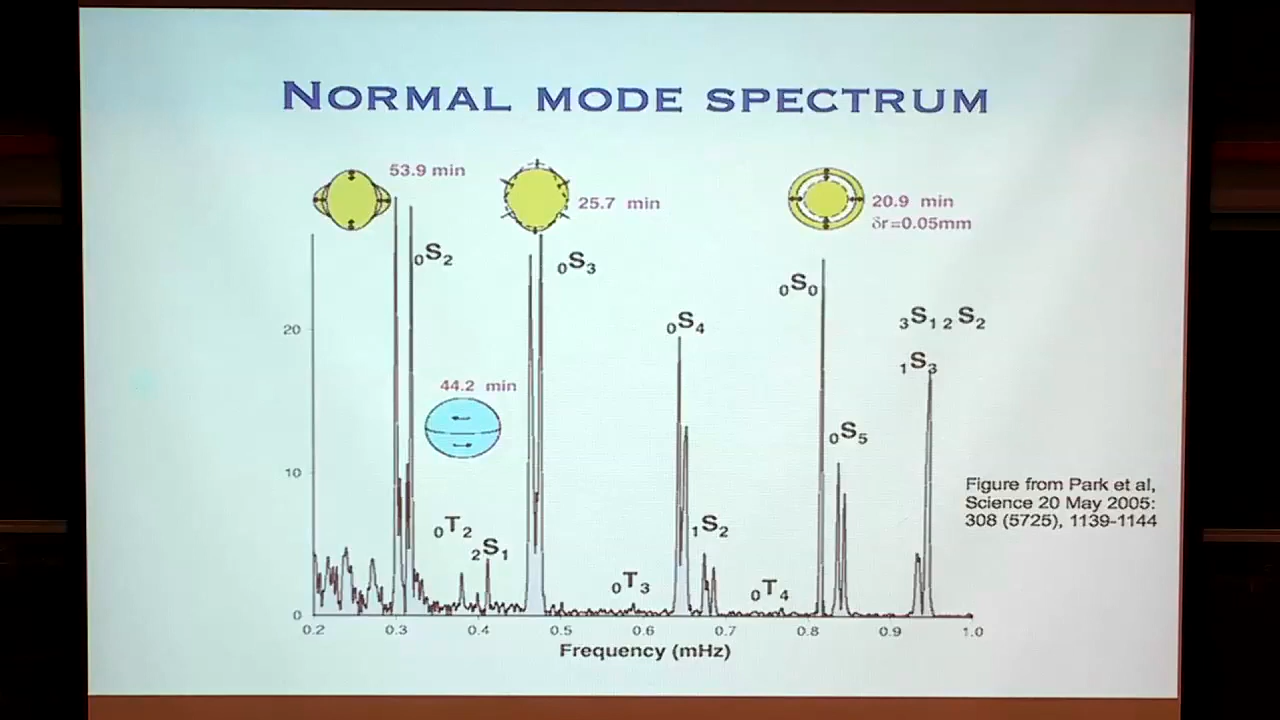 NORMAL MODE SPECTRUM
53.9 min
25.7 min
20.9 min
δr=0.05mm
₀S₂
₀S₃
₀S₀
₀S₄
₃S₁ ₂S₂
₁S₃
44.2 min
₀S₅
₀T₂
₂S₁
₁S₂
₀T₃
₀T₄
20
10
0
0.2 0.3 0.4 0.5 0.6 0.7 0.8 0.9 1.0
Frequency (mHz)
Figure from Park et al,
Science 20 May 2005:
308 (5725), 1139-1144